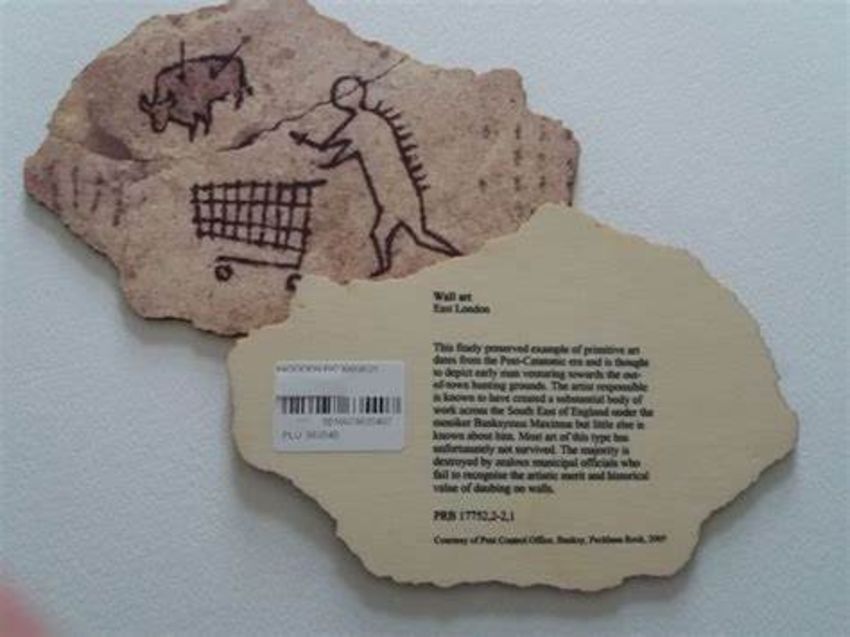 Wall art
East London
This finely preserved example of primitive art
dates from the Post-Catatonic era and is thought
to depict early man venturing towards the out-
of-town hunting grounds. The artist responsible
is known to have created a substantial body of
work across the South East of England under the
moniker Banksymus Maximus but little else is
known about him. Most art of this type has
unfortunately not survived. The majority is
destroyed by zealous municipal officials who
fail to recognise the artistic merit and historical
value of daubing on walls.
PRB 17752,2-2,1
Courtesy of Pest Control Office, Banksy, Peckham Rock, 2005
PLU